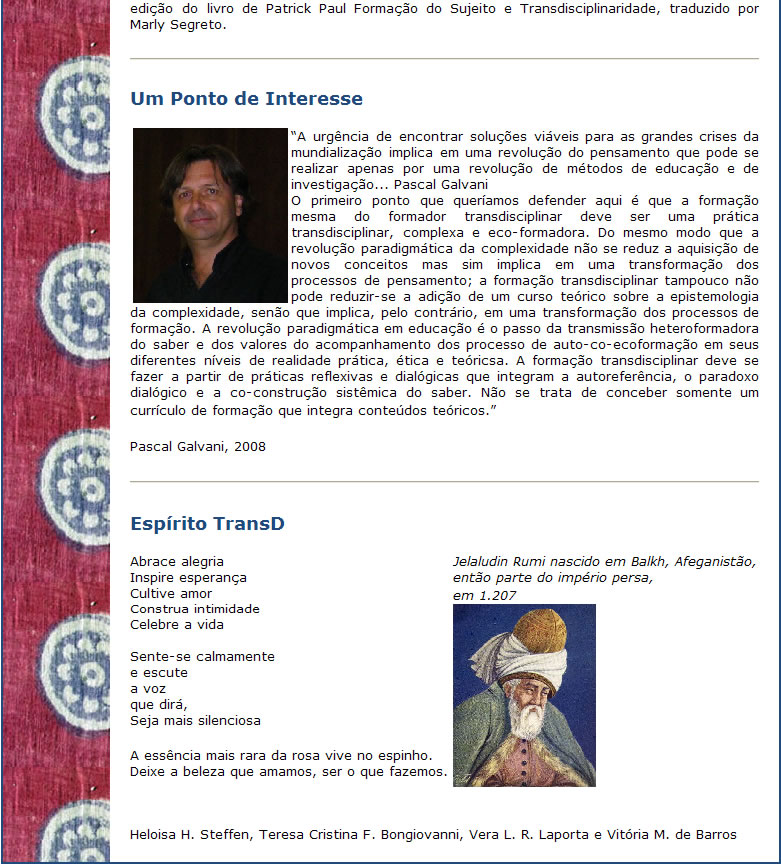 edição do livro de Patrick Paul Formação do Sujeito e Transdisciplinaridade, traduzido por
Marly Segreto.
Um Ponto de Interesse
“A urgência de encontrar soluções viáveis para as grandes crises da
mundialização implica em uma revolução do pensamento que pode se
realizar apenas por uma revolução de métodos de educação e de
investigação... Pascal Galvani
O primeiro ponto que queríamos defender aqui é que a formação
mesma do formador transdisciplinar deve ser uma prática
transdisciplinar, complexa e eco-formadora. Do mesmo modo que a
revolução paradigmática da complexidade não se reduz a aquisição de
novos conceitos mas sim implica em uma transformação dos
processos de pensamento; a formação transdisciplinar tampouco não
pode reduzir-se a adição de um curso teórico sobre a epistemologia
da complexidade, senão que implica, pelo contrário, em uma transformação dos processos de
formação. A revolução paradigmática em educação é o passo da transmissão heteroformadora
do saber e dos valores do acompanhamento dos processo de auto-co-ecoformação em seus
diferentes níveis de realidade prática, ética e teóricsa. A formação transdisciplinar deve se
fazer a partir de práticas reflexivas e dialógicas que integram a autoreferência, o paradoxo
dialógico e a co-construção sistêmica do saber. Não se trata de conceber somente um
currículo de formação que integra conteúdos teóricos.”
Pascal Galvani, 2008
Espírito TransD
Abrace alegria
Inspire esperança
Cultive amor
Construa intimidade
Celebre a vida
Sente-se calmamente
e escute
a voz
que dirá,
Seja mais silenciosa
A essência mais rara da rosa vive no espinho.
Deixe a beleza que amamos, ser o que fazemos.
Jelaludin Rumi nascido em Balkh, Afeganistão,
então parte do império persa,
em 1.207
Heloisa H. Steffen, Teresa Cristina F. Bongiovanni, Vera L. R. Laporta e Vitória M. de Barros